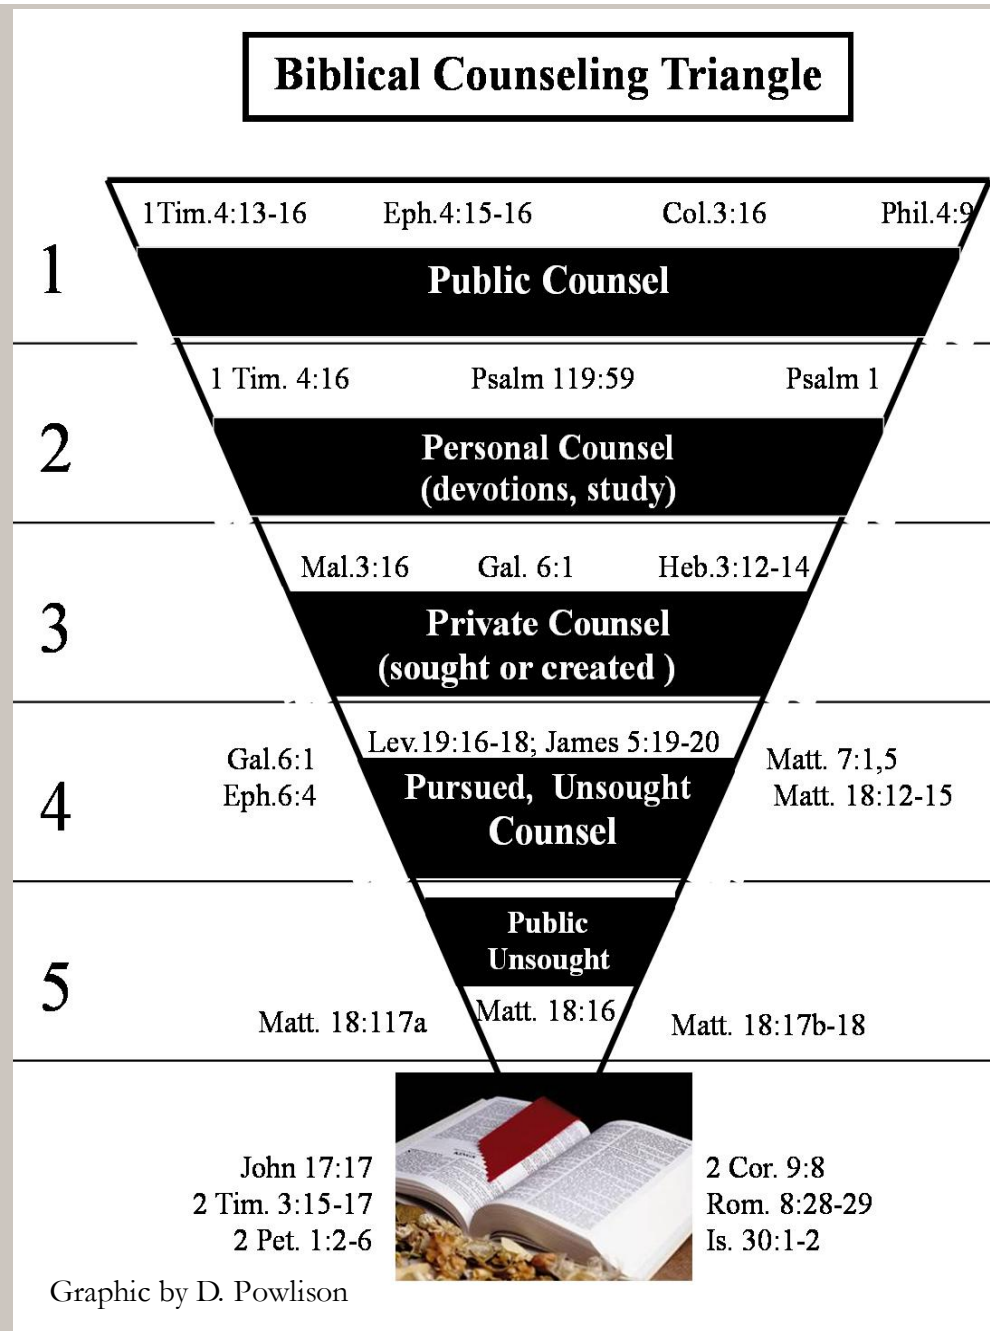 Biblical Counseling Triangle
1Tim.4:13-16 Eph.4:15-16 Col.3:16 Phil.4:9
1
Public Counsel
1 Tim. 4:16 Psalm 119:59 Psalm 1
2
Personal Counsel
(devotions, study)
Mal.3:16 Gal. 6:1 Heb.3:12-14
3
Private Counsel
(sought or created )
Lev.19:16-18; James 5:19-20
Gal.6:1
Eph.6:4
Matt. 7:1,5
Matt. 18:12-15
4
Pursued, Unsought
Counsel
5
Public
Unsought
Matt. 18:117a Matt. 18:16 Matt. 18:17b-18
John 17:17
2 Tim. 3:15-17
2 Pet. 1:2-6
2 Cor. 9:8
Rom. 8:28-29
Is. 30:1-2
Graphic by D. Powlison